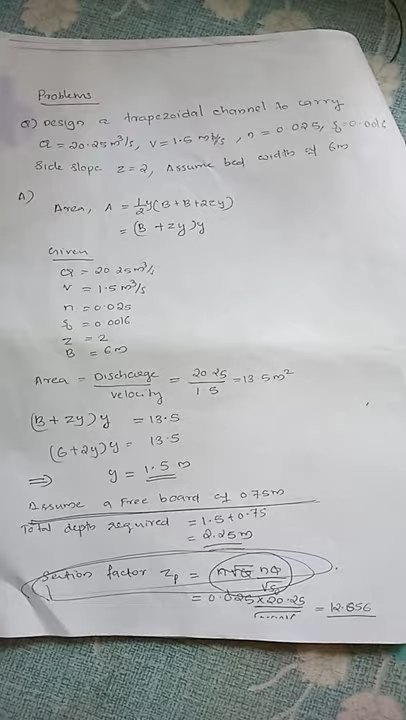 Problems
Q) Design a trapezoidal channel to carry
Q = 20.25 m³/s, V = 1.5 m/s, n = 0.025, S = 0.0016
Side slope z = 2, Assume bed width of 6m
A)
Area, A = 1/2 y (B + B + 2zy)
= (B + zy) y
Given
Q = 20.25 m³/s
V = 1.5 m³/s
n = 0.025
S = 0.0016
z = 2
B = 6m
Area = Discharge / velocity = 20.25 / 1.5 = 13.5 m²
(B + zy) y = 13.5
(6 + 2y) y = 13.5
⇒ y = 1.5 m
Assume a Free board of 0.75m
Total depth required = 1.5 + 0.75
= 2.25m
Section factor Zp = nQ / √S₀
= 0.025 × 20.25 / = 12.656